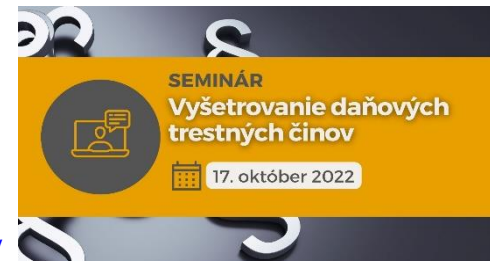 SEMINÁR
Vyšetrovanie daňových
trestných činov
17. október 2022